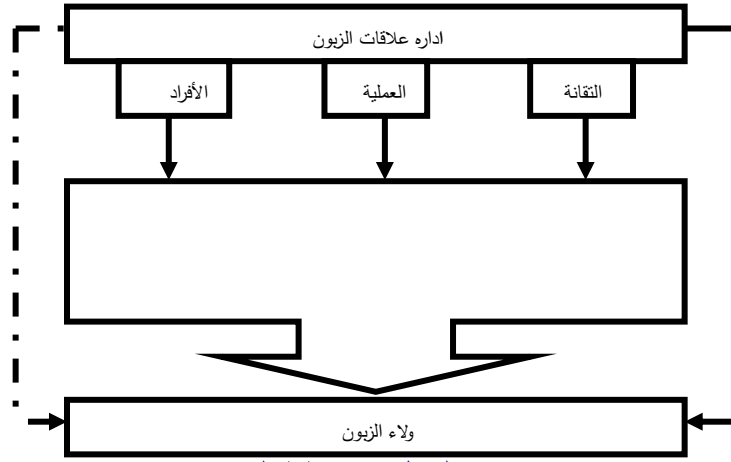 اداره علاقات الزبون
التقانة
العملية
الأفراد
ولاء الزبون